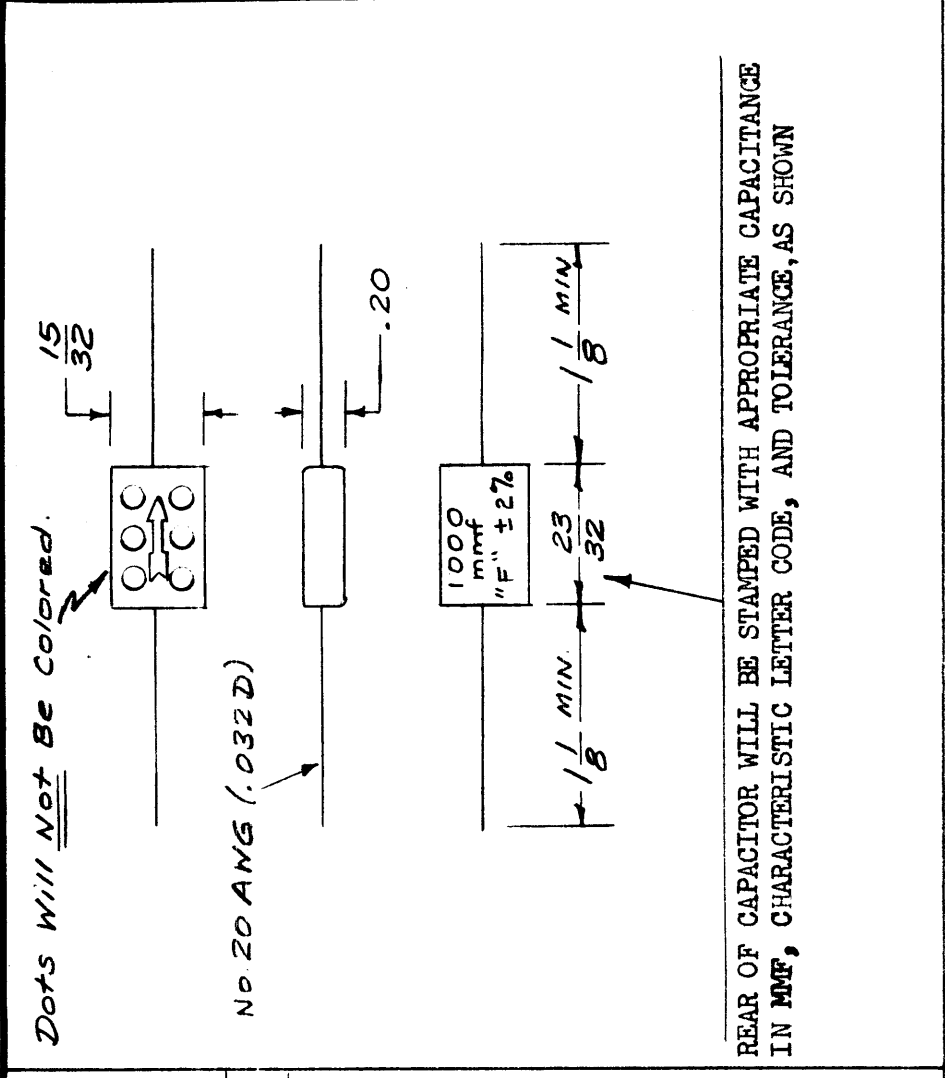 Dots Will Not Be Colored.
15
32
.20
No. 20 AWG (.032 D)
1000
mmf
"F" ±2%
1 1/8 MIN.
23
32
1 1/8 MIN
REAR OF CAPACITOR WILL BE STAMPED WITH APPROPRIATE CAPACITANCE
IN MMF, CHARACTERISTIC LETTER CODE, AND TOLERANCE, AS SHOWN